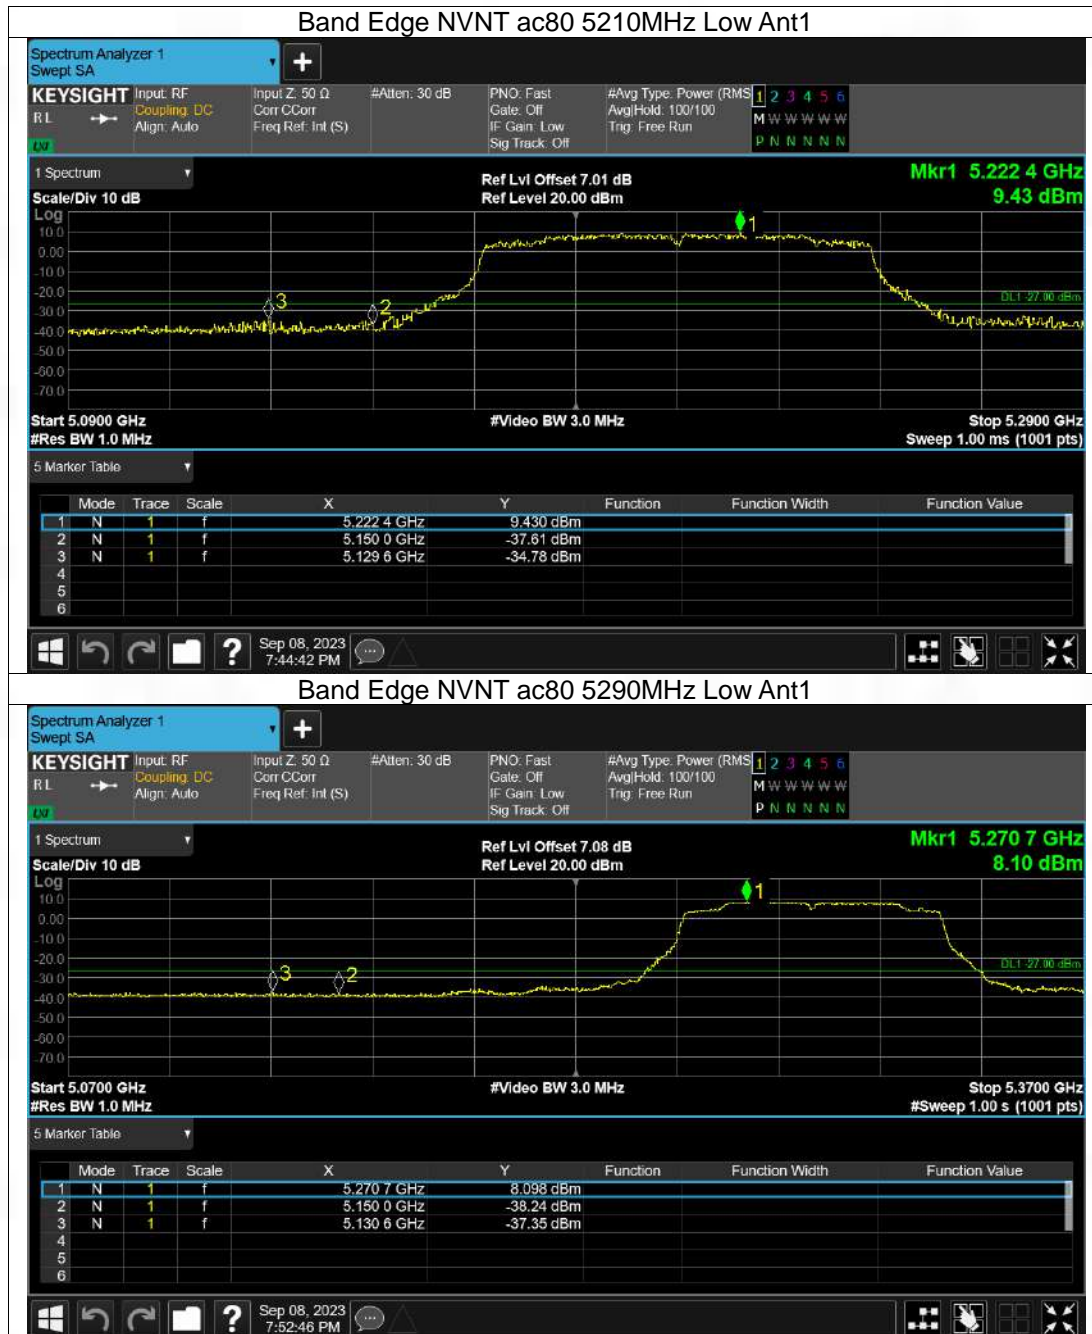 Band Edge NVNT ac80 5210MHz Low Ant1
Spectrum Analyzer 1
Swept SA
KEYSIGHT Input: RF Input Z: 50 Ω #Atten: 30 dB PNO: Fast #Avg Type: Power (RMS 1 2 3 4 5 6
RL Coupling: DC Corr CCorr Gate: Off Avg|Hold: 100/100 M W W W W W
Align: Auto Freq Ref: Int (S) IF Gain: Low Trig: Free Run
LXI Sig Track: Off P N N N N N
1 Spectrum Ref Lvl Offset 7.01 dB Mkr1 5.222 4 GHz
Scale/Div 10 dB Ref Level 20.00 dBm 9.43 dBm
Log
10.0 1
0.00
-10.0
-20.0 3 DL1 -27.00 dBm
-30.0 2
-40.0
-50.0
-60.0
-70.0
Start 5.0900 GHz #Video BW 3.0 MHz Stop 5.2900 GHz
#Res BW 1.0 MHz Sweep 1.00 ms (1001 pts)
5 Marker Table
Mode Trace Scale X Y Function Function Width Function Value
1 N 1 f 5.222 4 GHz 9.430 dBm
2 N 1 f 5.150 0 GHz -37.61 dBm
3 N 1 f 5.129 6 GHz -34.78 dBm
4
5
6
? Sep 08, 2023
7:44:42 PM
Band Edge NVNT ac80 5290MHz Low Ant1
Spectrum Analyzer 1
Swept SA
KEYSIGHT Input: RF Input Z: 50 Ω #Atten: 30 dB PNO: Fast #Avg Type: Power (RMS 1 2 3 4 5 6
RL Coupling: DC Corr CCorr Gate: Off Avg|Hold: 100/100 M W W W W W
Align: Auto Freq Ref: Int (S) IF Gain: Low Trig: Free Run
LXI Sig Track: Off P N N N N N
1 Spectrum Ref Lvl Offset 7.08 dB Mkr1 5.270 7 GHz
Scale/Div 10 dB Ref Level 20.00 dBm 8.10 dBm
Log
10.0 1
0.00
-10.0
-20.0 DL1 -27.00 dBm
-30.0 3 2
-40.0
-50.0
-60.0
-70.0
Start 5.0700 GHz #Video BW 3.0 MHz Stop 5.3700 GHz
#Res BW 1.0 MHz #Sweep 1.00 s (1001 pts)
5 Marker Table
Mode Trace Scale X Y Function Function Width Function Value
1 N 1 f 5.270 7 GHz 8.098 dBm
2 N 1 f 5.150 0 GHz -38.24 dBm
3 N 1 f 5.130 6 GHz -37.35 dBm
4
5
6
? Sep 08, 2023
7:52:46 PM